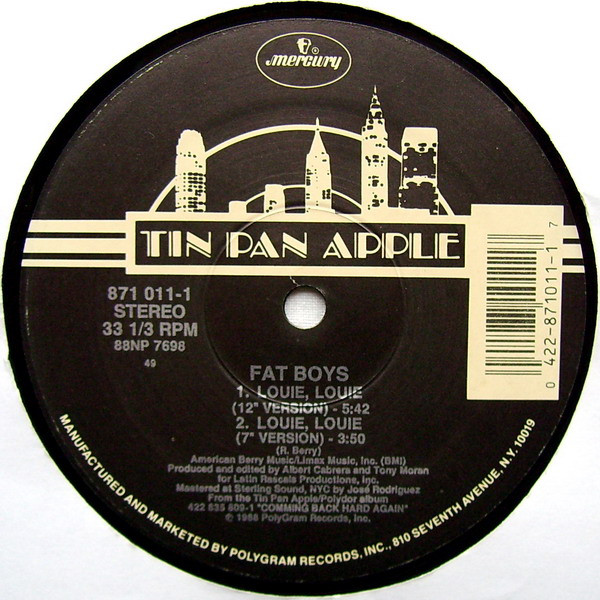 mercury
®
TIN PAN APPLE
871 011-1
STEREO
33 1/3 RPM
88NP 7698
49
0 422-871011-1 7
FAT BOYS
1. LOUIE, LOUIE
(12" VERSION) - 5:42
2. LOUIE, LOUIE
(7" VERSION) - 3:50
(R. Berry)
American Berry Music/Limax Music, Inc. (BMI)
Produced and edited by Albert Cabrera and Tony Moran
for Latin Rascals Productions, Inc.
Mastered at Sterling Sound, NYC by José Rodriguez
From the Tin Pan Apple/Polydor album
422 835 809-1 "COMMING BACK HARD AGAIN"
℗ 1988 PolyGram Records, Inc.
MANUFACTURED AND MARKETED BY POLYGRAM RECORDS, INC., 810 SEVENTH AVENUE, N.Y. 10019